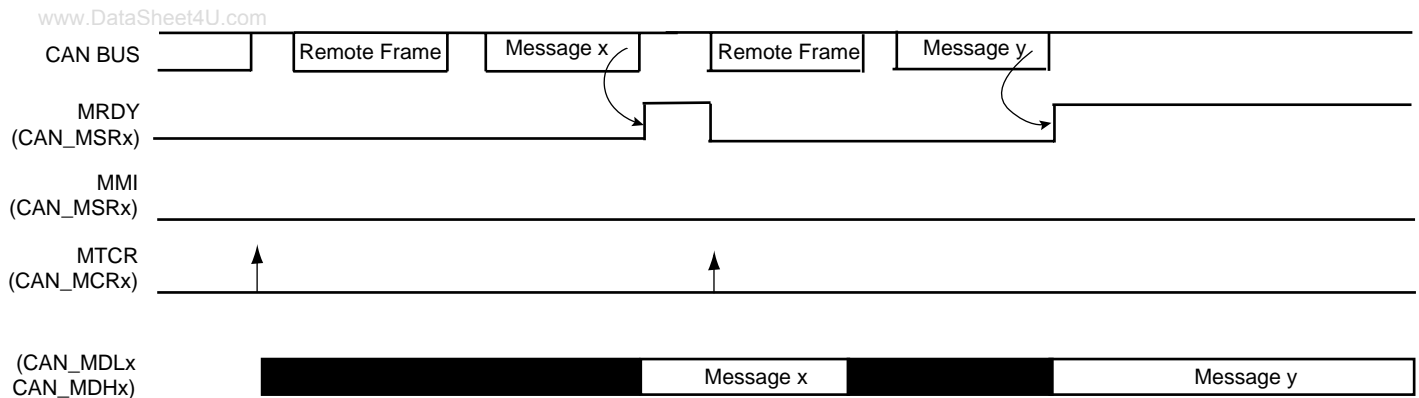 www.DataSheet4U.com
CAN BUS
Remote Frame
Message x
Remote Frame
Message y
MRDY
(CAN_MSRx)
MMI
(CAN_MSRx)
MTCR
(CAN_MCRx)
(CAN_MDLx
CAN_MDHx)
Message x
Message y